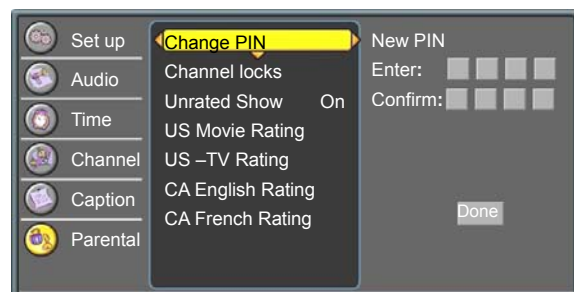 Set up
Audio
Time
Channel
Caption
Parental
Change PIN
Channel locks
Unrated Show On
US Movie Rating
US –TV Rating
CA English Rating
CA French Rating
New PIN
Enter:
Confirm:
Done